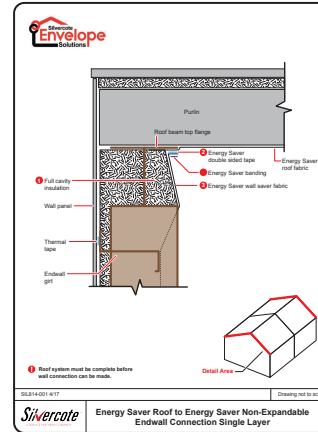 Silvercote
Envelope
Solutions
Purlin
Roof beam top flange
2 Energy Saver
double sided tape
Energy Saver
roof fabric
Energy Saver banding
1 Full cavity
insulation
3 Energy Saver wall saver fabric
Wall panel
Thermal
tape
Endwall
girt
Detail Area
! Roof system must be complete before
wall connection can be made.
SIL814-001 4/17
Drawing not to sc
Silvercote
Energy Saver Roof to Energy Saver Non-Expandable
Endwall Connection Single Layer